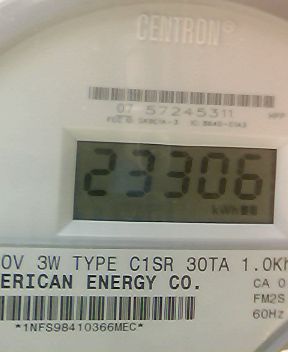 CENTRON®
07 57245311
23306
kWh
0V 3W TYPE C1SR 30TA 1.0Kh
ERICAN ENERGY CO.
CA 0
FM2S
60Hz
*1NFS98410366MEC*